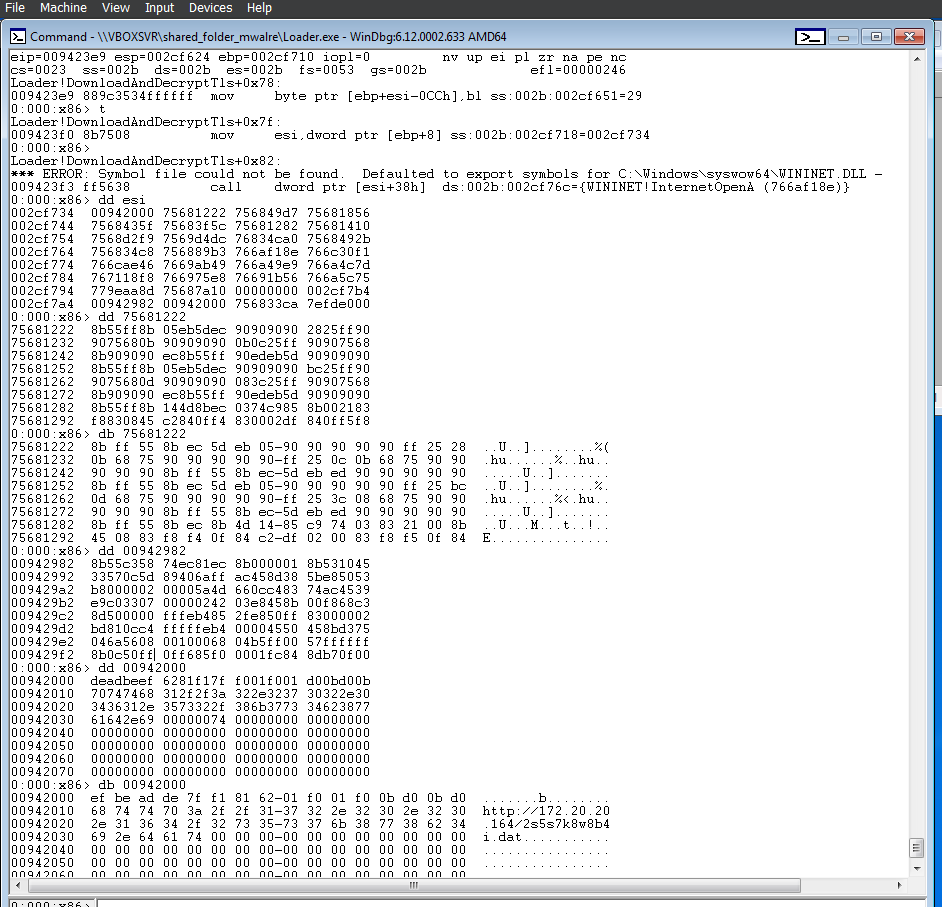 File Machine View Input Devices Help
Command - \\VBOXSVR\shared_folder_mwalre\Loader.exe - WinDbg:6.12.0002.633 AMD64
eip=009423e9 esp=002cf624 ebp=002cf710 iopl=0 nv up ei pl zr na pe nc
cs=0023 ss=002b ds=002b es=002b fs=0053 gs=002b efl=00000246
Loader!DownloadAndDecryptTls+0x78:
009423e9 889c3534ffffff mov byte ptr [ebp+esi-0CCh],bl ss:002b:002cf651=29
0:000:x86> t
Loader!DownloadAndDecryptTls+0x7f:
009423f0 8b7508 mov esi,dword ptr [ebp+8] ss:002b:002cf718=002cf734
0:000:x86>
Loader!DownloadAndDecryptTls+0x82:
*** ERROR: Symbol file could not be found. Defaulted to export symbols for C:\Windows\syswow64\WININET.DLL -
009423f3 ff5638 call dword ptr [esi+38h] ds:002b:002cf76c={WININET!InternetOpenA (766af18e)}
0:000:x86> dd esi
002cf734 00942000 75681222 756849d7 75681856
002cf744 7568435f 75683f5c 75681282 75681410
002cf754 7568d2f9 7569d4dc 76834ca0 7568492b
002cf764 756834c8 756889b3 766af18e 766c30f1
002cf774 766cae46 7669ab49 766a49e9 766a4c7d
002cf784 767118f8 766975e8 76691b56 766a5c75
002cf794 779eaa8d 75687a10 00000000 002cf7b4
002cf7a4 00942982 00942000 756833ca 7efde000
0:000:x86> dd 75681222
75681222 8b55ff8b 05eb5dec 90909090 2825ff90
75681232 9075680b 90909090 0b0c25ff 90907568
75681242 8b909090 ec8b55ff 90edeb5d 90909090
75681252 8b55ff8b 05eb5dec 90909090 bc25ff90
75681262 9075680d 90909090 083c25ff 90907568
75681272 8b909090 ec8b55ff 90edeb5d 90909090
75681282 8b55ff8b 144d8bec 0374c985 8b002183
75681292 f8830845 c2840ff4 830002df 840ff5f8
0:000:x86> db 75681222
75681222 8b ff 55 8b ec 5d eb 05-90 90 90 90 90 ff 25 28 ..U..]........%(
75681232 0b 68 75 90 90 90 90 90-ff 25 0c 0b 68 75 90 90 .hu......%..hu..
75681242 90 90 90 8b ff 55 8b ec-5d eb ed 90 90 90 90 90 .....U..].......
75681252 8b ff 55 8b ec 5d eb 05-90 90 90 90 90 ff 25 bc ..U..]........%.
75681262 0d 68 75 90 90 90 90 90-ff 25 3c 08 68 75 90 90 .hu......%<.hu..
75681272 90 90 90 8b ff 55 8b ec-5d eb ed 90 90 90 90 90 .....U..].......
75681282 8b ff 55 8b ec 8b 4d 14-85 c9 74 03 83 21 00 8b ..U...M...t..!..
75681292 45 08 83 f8 f4 0f 84 c2-df 02 00 83 f8 f5 0f 84 E...............
0:000:x86> dd 00942982
00942982 8b55c358 74ec81ec 8b000001 8b531045
00942992 33570c5d 89406aff ac458d38 5be85053
009429a2 b8000002 00005a4d 660cc483 74ac4539
009429b2 e9c03307 00000242 03e8458b 00f868c3
009429c2 8d500000 fffeb485 2fe850ff 83000002
009429d2 bd810cc4 fffffeb4 00004550 458bd375
009429e2 046a5608 00100068 04b5ff00 57ffffff
009429f2 8b0c50ff 0ff685f0 0001fc84 8db70f00
0:000:x86> dd 00942000
00942000 deadbeef 6281f17f f001f001 d00bd00b
00942010 70747468 312f2f3a 322e3237 30322e30
00942020 3436312e 3573322f 386b3773 34623877
00942030 61642e69 00000074 00000000 00000000
00942040 00000000 00000000 00000000 00000000
00942050 00000000 00000000 00000000 00000000
00942060 00000000 00000000 00000000 00000000
00942070 00000000 00000000 00000000 00000000
0:000:x86> db 00942000
00942000 ef be ad de 7f f1 81 62-01 f0 01 f0 0b d0 0b d0 .......b........
00942010 68 74 74 70 3a 2f 2f 31-37 32 2e 32 30 2e 32 30 http://172.20.20
00942020 2e 31 36 34 2f 32 73 35-73 37 6b 38 77 38 62 34 .164/2s5s7k8w8b4
00942030 69 2e 64 61 74 00 00 00-00 00 00 00 00 00 00 00 i.dat...........
00942040 00 00 00 00 00 00 00 00-00 00 00 00 00 00 00 00 ................
00942050 00 00 00 00 00 00 00 00-00 00 00 00 00 00 00 00 ................
00942060 00 00 00 00 00 00 00 00-00 00 00 00 00 00 00 00 ................
0:000:x86>